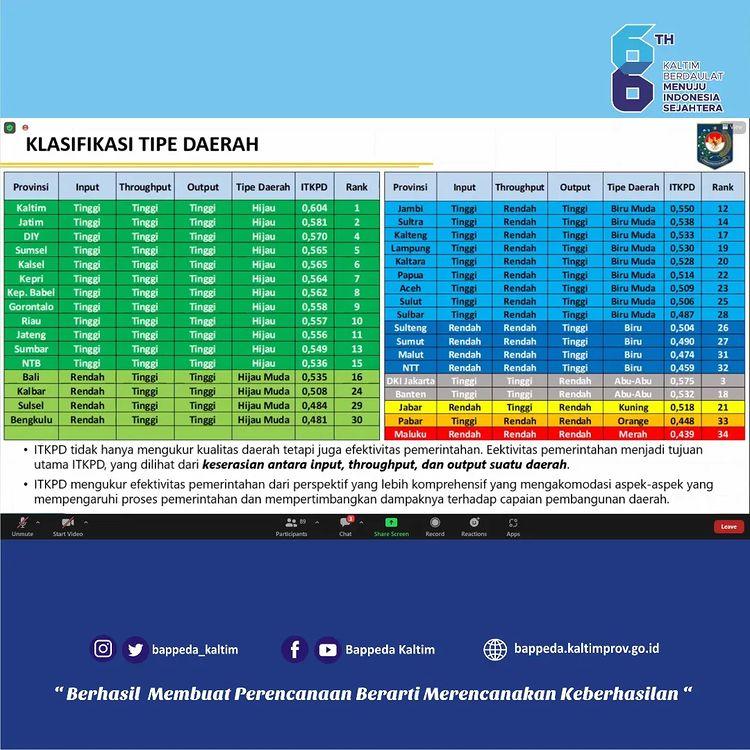 6TH
6
KALTIM
BERDAULAT
MENUJU
INDONESIA
SEJAHTERA
View
KLASIFIKASI TIPE DAERAH
Provinsi Input Throughput Output Tipe Daerah ITKPD Rank
Kaltim Tinggi Tinggi Tinggi Hijau 0,604 1
Jatim Tinggi Tinggi Tinggi Hijau 0,581 2
DIY Tinggi Tinggi Tinggi Hijau 0,570 4
Sumsel Tinggi Tinggi Tinggi Hijau 0,565 5
Kalsel Tinggi Tinggi Tinggi Hijau 0,565 6
Kepri Tinggi Tinggi Tinggi Hijau 0,564 7
Kep. Babel Tinggi Tinggi Tinggi Hijau 0,562 8
Gorontalo Tinggi Tinggi Tinggi Hijau 0,558 9
Riau Tinggi Tinggi Tinggi Hijau 0,557 10
Jateng Tinggi Tinggi Tinggi Hijau 0,556 11
Sumbar Tinggi Tinggi Tinggi Hijau 0,549 13
NTB Tinggi Tinggi Tinggi Hijau 0,536 15
Bali Rendah Tinggi Tinggi Hijau Muda 0,535 16
Kalbar Rendah Tinggi Tinggi Hijau Muda 0,508 24
Sulsel Rendah Tinggi Tinggi Hijau Muda 0,484 29
Bengkulu Rendah Tinggi Tinggi Hijau Muda 0,481 30
Provinsi Input Throughput Output Tipe Daerah ITKPD Rank
Jambi Tinggi Rendah Tinggi Biru Muda 0,550 12
Sultra Tinggi Rendah Tinggi Biru Muda 0,538 14
Kalteng Tinggi Rendah Tinggi Biru Muda 0,533 17
Lampung Tinggi Rendah Tinggi Biru Muda 0,530 19
Kaltara Tinggi Rendah Tinggi Biru Muda 0,528 20
Papua Tinggi Rendah Tinggi Biru Muda 0,514 22
Aceh Tinggi Rendah Tinggi Biru Muda 0,509 23
Sulut Tinggi Rendah Tinggi Biru Muda 0,506 25
Sulbar Tinggi Rendah Tinggi Biru Muda 0,487 28
Sulteng Rendah Rendah Tinggi Biru 0,504 26
Sumut Rendah Rendah Tinggi Biru 0,490 27
Malut Rendah Rendah Tinggi Biru 0,474 31
NTT Rendah Rendah Tinggi Biru 0,459 32
DKI Jakarta Tinggi Tinggi Rendah Abu-Abu 0,575 3
Banten Tinggi Tinggi Rendah Abu-Abu 0,532 18
Jabar Rendah Tinggi Rendah Kuning 0,518 21
Pabar Tinggi Rendah Rendah Orange 0,448 33
Maluku Rendah Rendah Rendah Merah 0,439 34
• ITKPD tidak hanya mengukur kualitas daerah tetapi juga efektivitas pemerintahan. Eektivitas pemerintahan menjadi tujuan
utama ITKPD, yang dilihat dari keserasian antara input, throughput, dan output suatu daerah.
• ITKPD mengukur efektivitas pemerintahan dari perspektif yang lebih komprehensif yang mengakomodasi aspek-aspek yang
mempengaruhi proses pemerintahan dan mempertimbangkan dampaknya terhadap capaian pembangunan daerah.
Unmute Start Video Participants 89 Chat Share Screen Record Reactions Apps Leave
bappeda_kaltim Bappeda Kaltim bappeda.kaltimprov.go.id
“ Berhasil Membuat Perencanaan Berarti Merencanakan Keberhasilan “